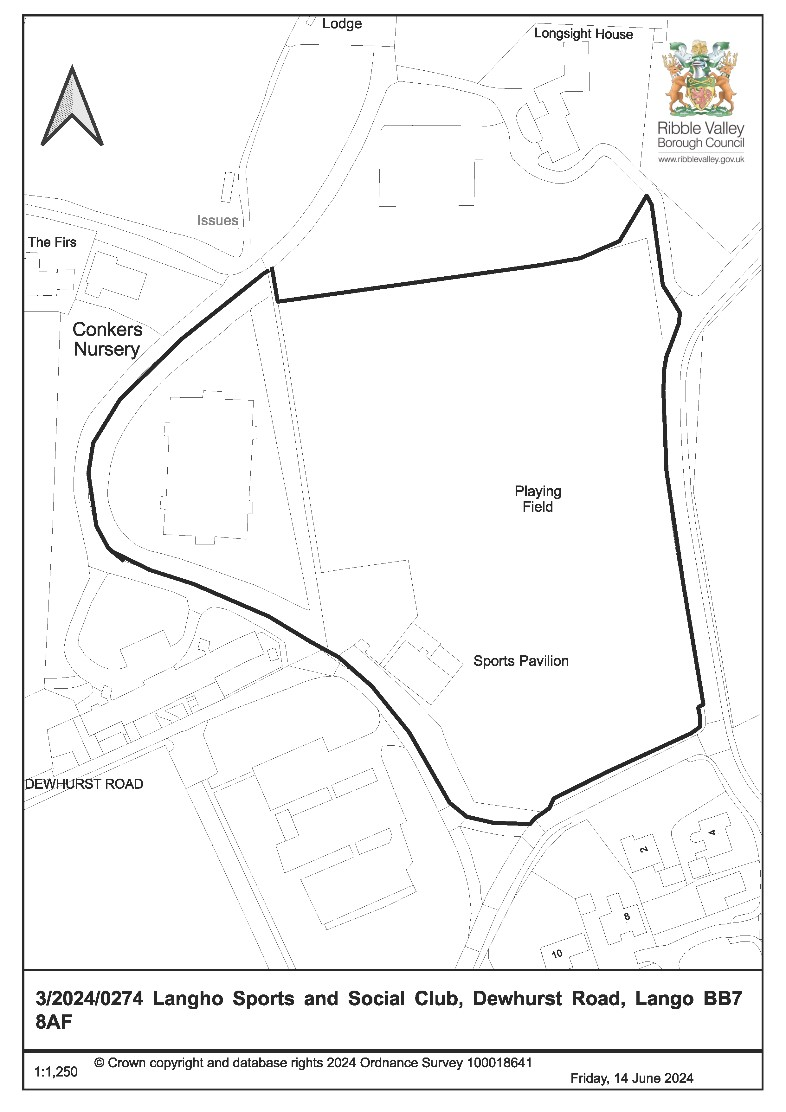 Lodge
Longsight House
Ribble Valley
Borough Council
www.ribblevalley.gov.uk
Issues
The Firs
Conkers
Nursery
Playing
Field
Sports Pavilion
DEWHURST ROAD
2
4
8
10
3/2024/0274 Langho Sports and Social Club, Dewhurst Road, Lango BB7
8AF
1:1,250
© Crown copyright and database rights 2024 Ordnance Survey 100018641
Friday, 14 June 2024